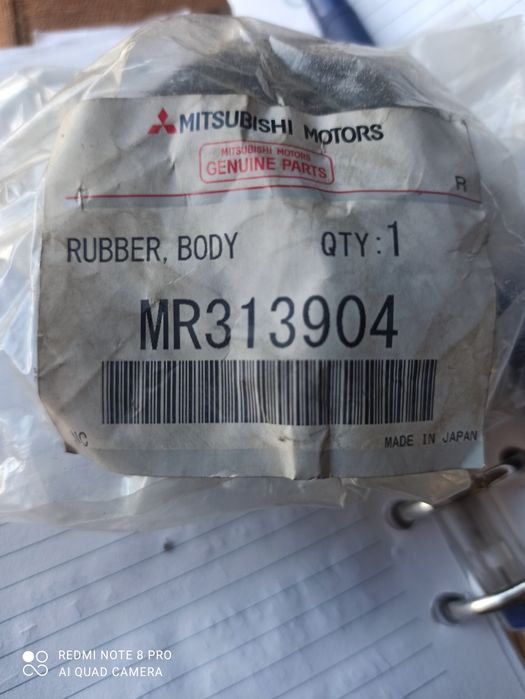 MITSUBISHI MOTORS
MITSUBISHI MOTORS
GENUINE PARTS
R
RUBBER, BODY QTY:1
MR313904
NC MADE IN JAPAN
REDMI NOTE 8 PRO
AI QUAD CAMERA